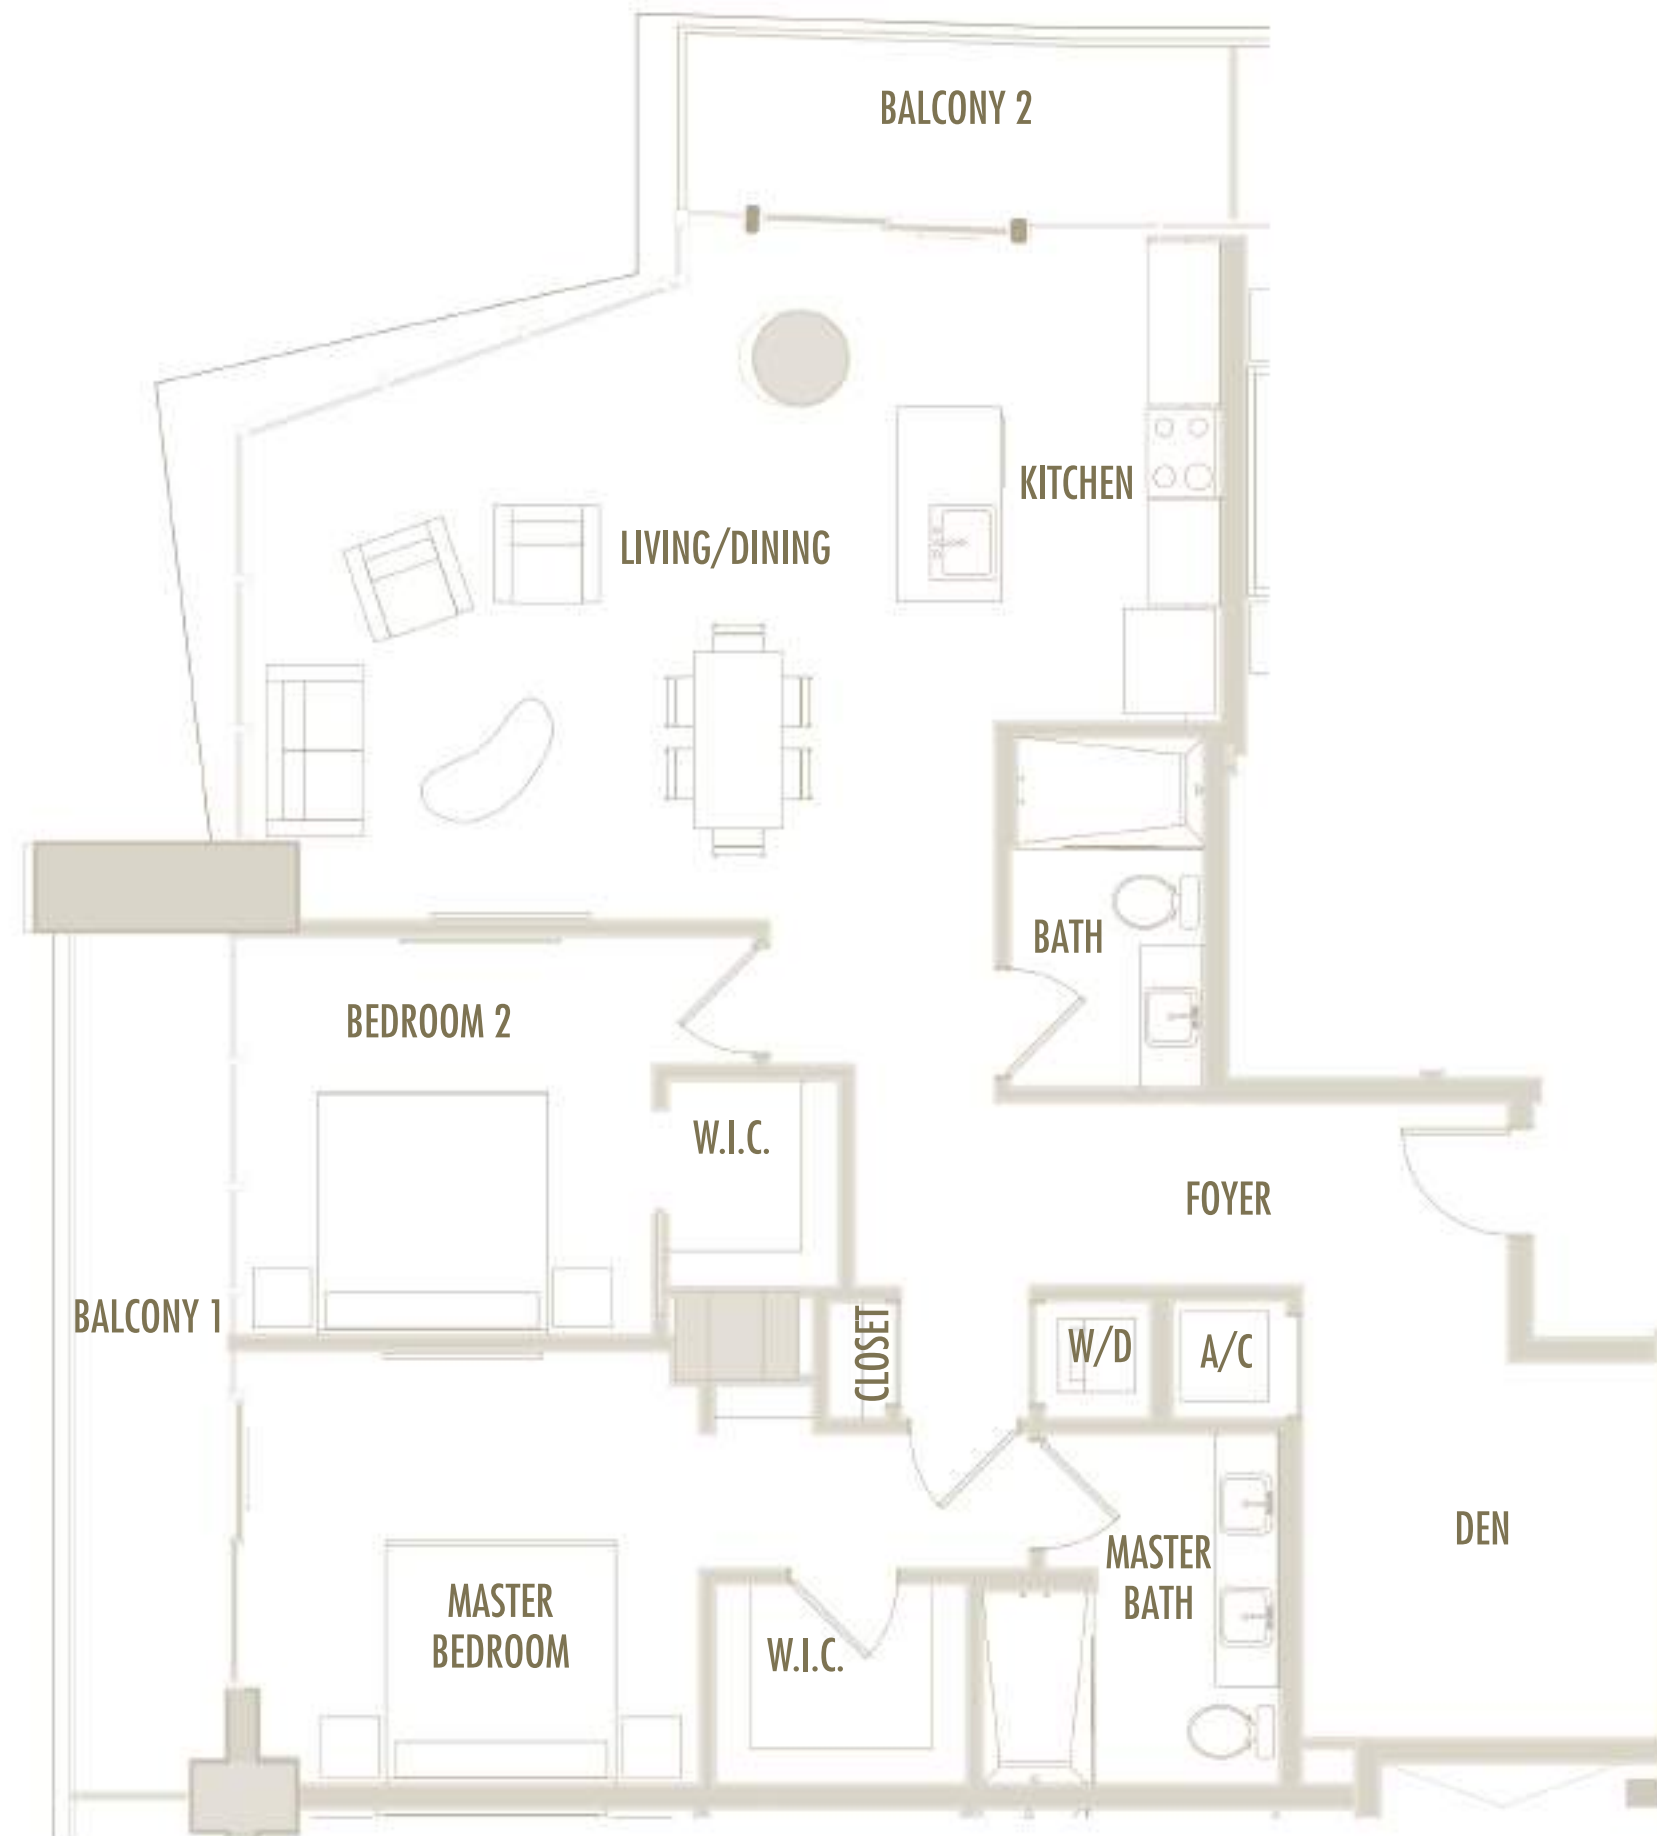 BALCONY 2
KITCHEN
LIVING/DINING
BATH
BEDROOM 2
W.I.C.
FOYER
BALCONY 1
CLOSET
W/D
A/C
DEN
MASTER
BATH
MASTER
BEDROOM
W.I.C.